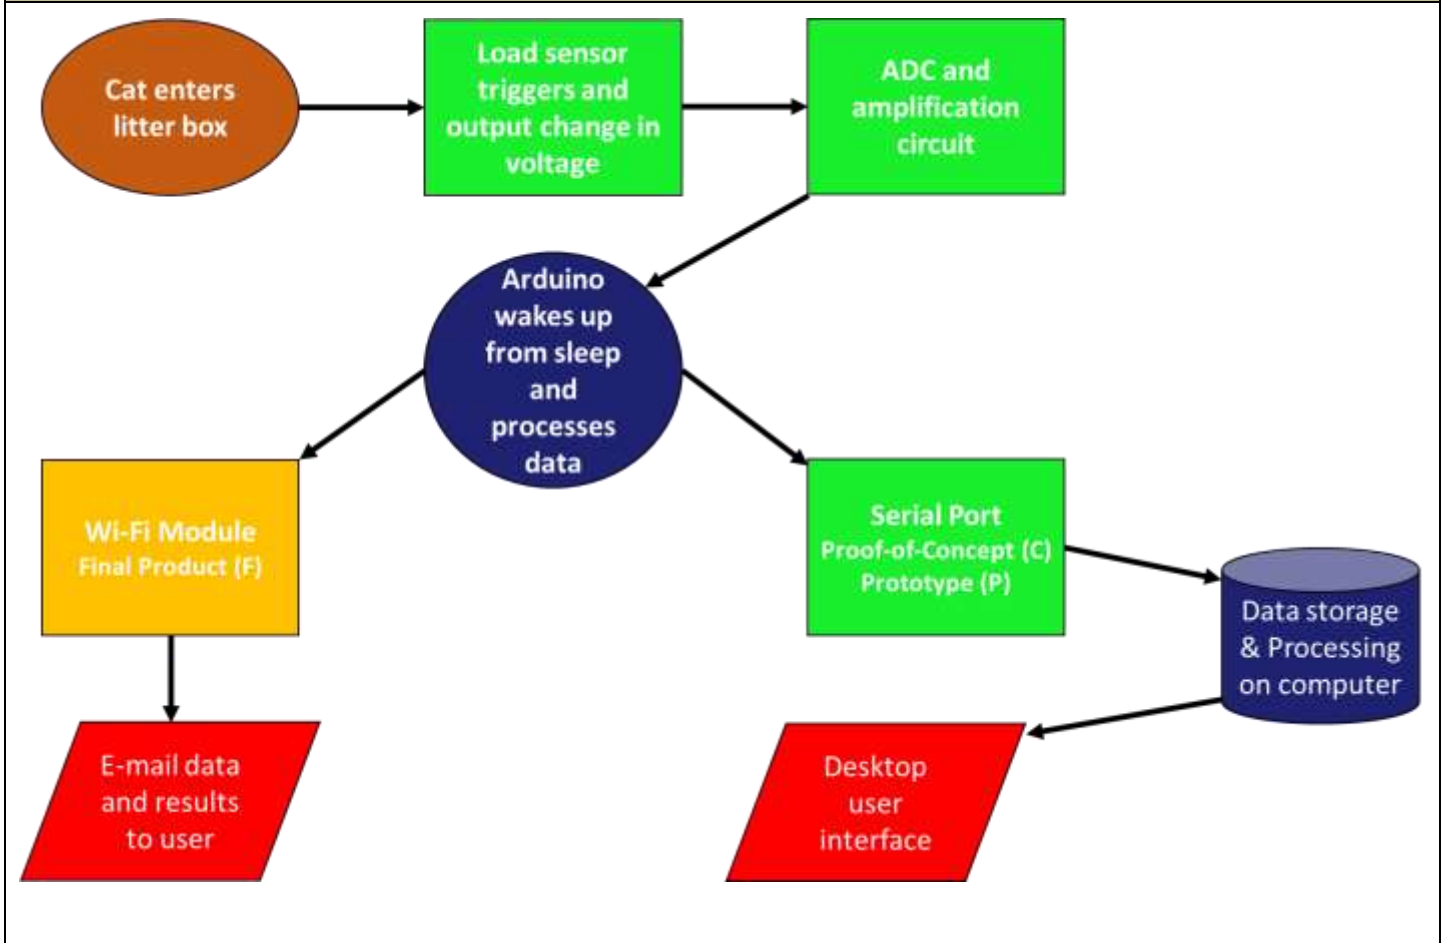 Cat enters
litter box
Load sensor
triggers and
output change in
voltage
ADC and
amplification
circuit
Arduino
wakes up
from sleep
and
processes
data
Wi-Fi Module
Final Product (F)
Serial Port
Proof-of-Concept (C)
Prototype (P)
Data storage
& Processing
on computer
E-mail data
and results
to user
Desktop
user
interface